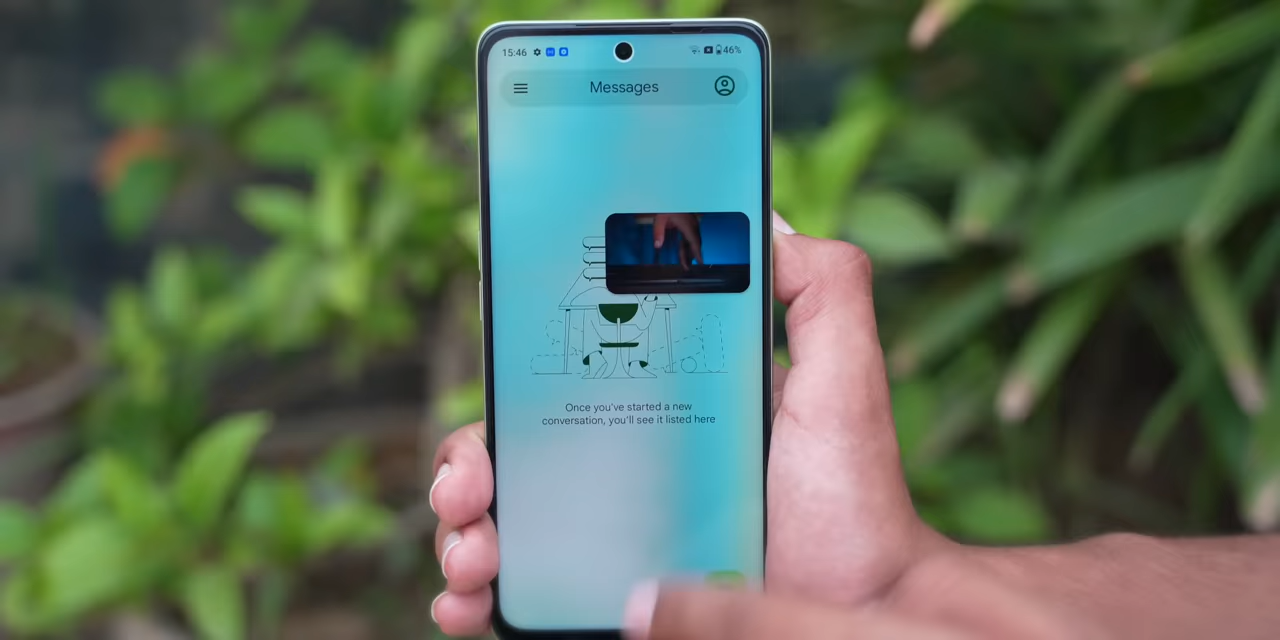 15:46 46%
Messages
Once you've started a new
conversation, you'll see it listed here